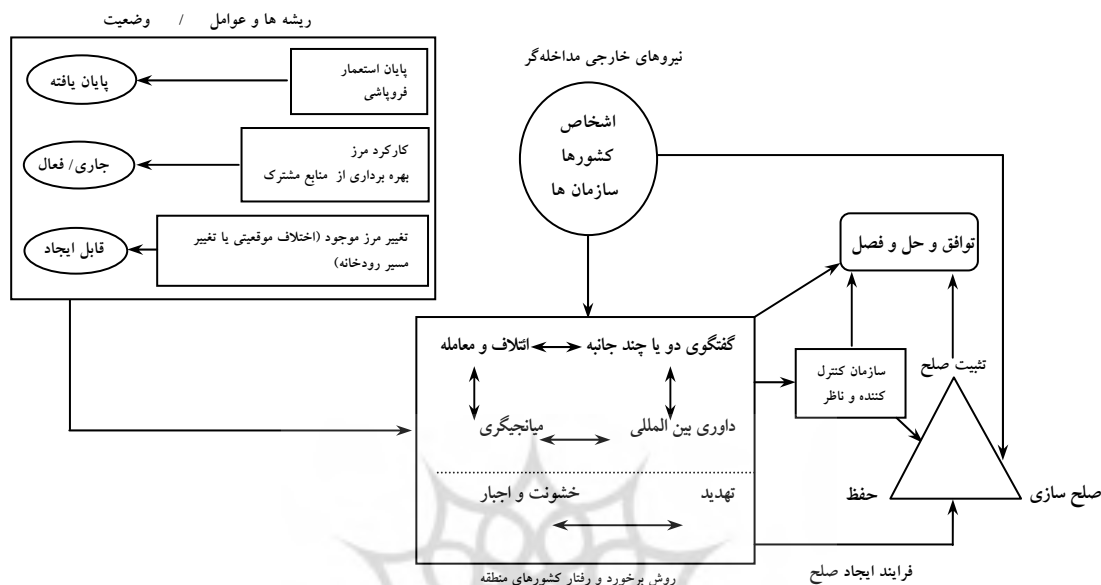 ریشه ها و عوامل / وضعیت
پایان استعمار
فروپاشی
پایان یافته
کارکرد مرز
بهره برداری از منابع مشترک
جاری/ فعال
تغییر مرز موجود (اختلاف موقعیتی یا تغییر
مسیر رودخانه)
قابل ایجاد
نیروهای خارجی مداخله‌گر
اشخاص
کشورها
سازمان ها
توافق و حل و فصل
گفتگوی دو یا چند جانبه
ائتلاف و معامله
داوری بین المللی
میانجیگری
تهدید
خشونت و اجبار
روش برخورد و رفتار کشورهای منطقه
سازمان کنترل
کننده و ناظر
تثبیت صلح
صلح سازی
حفظ
فرایند ایجاد صلح